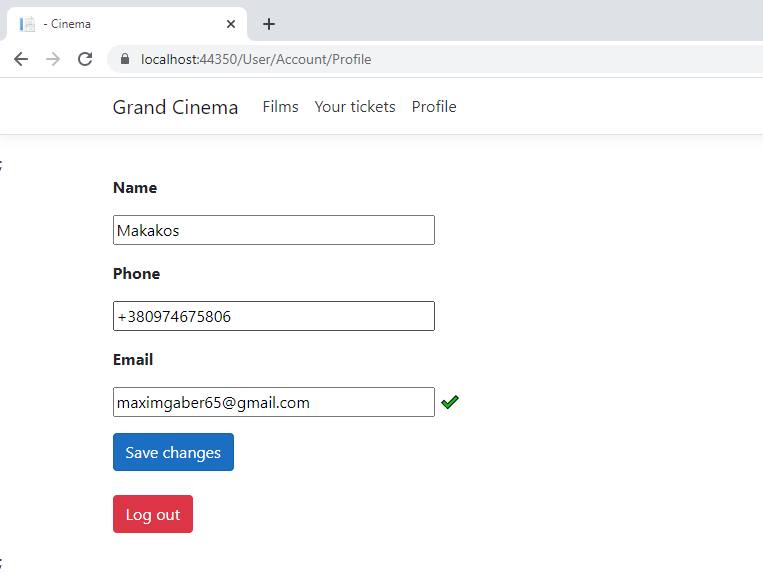 - Cinema
localhost:44350/User/Account/Profile
Grand Cinema Films Your tickets Profile
;
Name
Makakos
Phone
+380974675806
Email
maximgaber65@gmail.com
Save changes
Log out
;